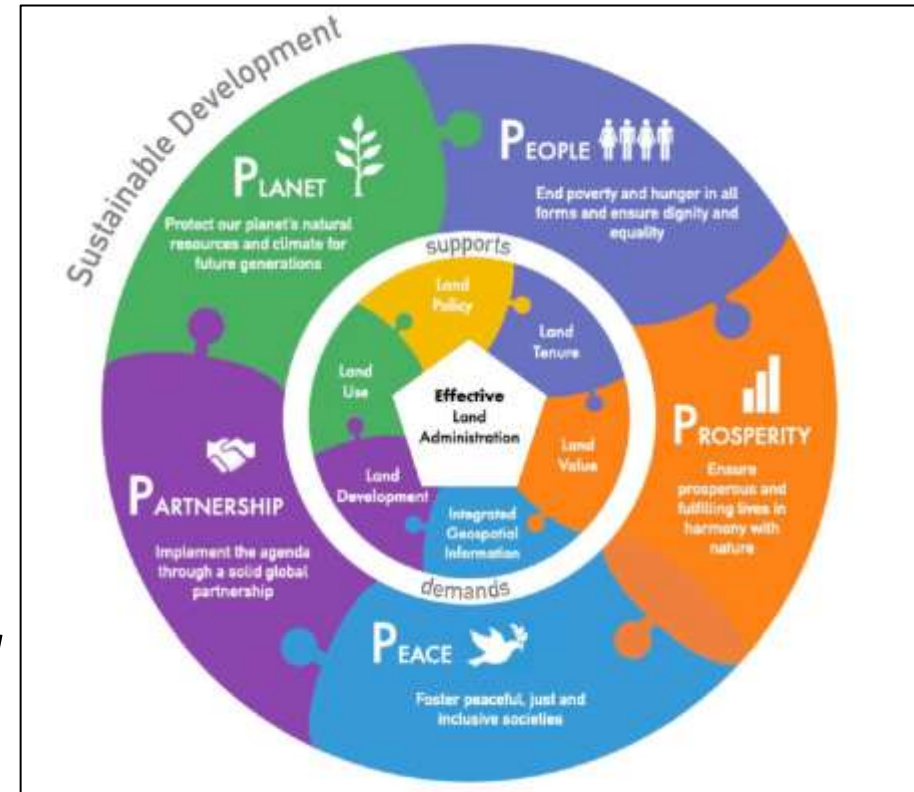 Sustainable Development
PLANET
Protect our planet's natural
resources and climate for
future generations
PEOPLE
End poverty and hunger in all
forms and ensure dignity and
equality
PROSPERITY
Ensure
prosperous and
fulfilling lives in
harmony with
nature
PEACE
Foster peaceful, just and
inclusive societies
PARTNERSHIP
Implement the agenda
through a solid global
partnership
supports
Land
Policy
Land
Tenure
Land
Value
Integrated
Geospatial
Information
Land
Development
Land
Use
Effective
Land
Administration
demands